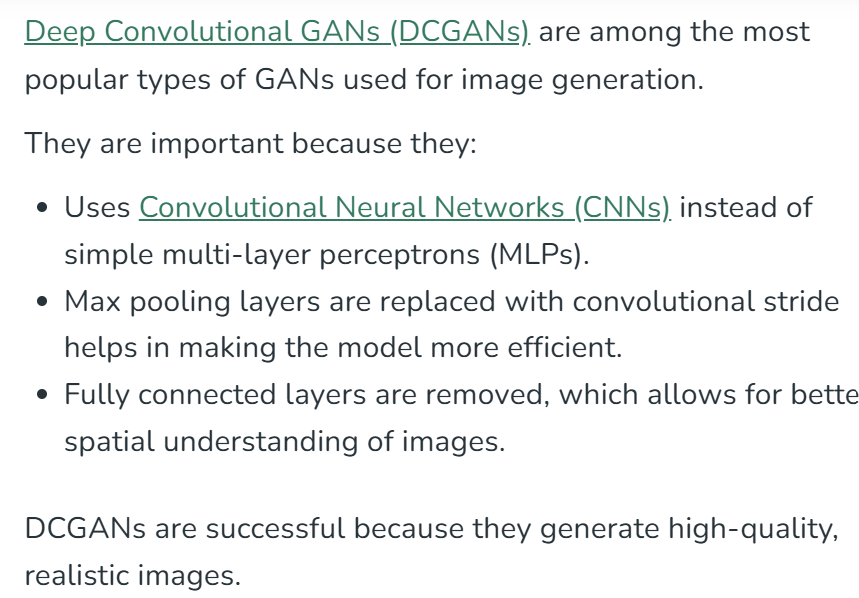 Deep Convolutional GANs (DCGANs) are among the most
popular types of GANs used for image generation.
They are important because they:
• Uses Convolutional Neural Networks (CNNs) instead of
simple multi-layer perceptrons (MLPs).
• Max pooling layers are replaced with convolutional stride
helps in making the model more efficient.
• Fully connected layers are removed, which allows for bette
spatial understanding of images.
DCGANs are successful because they generate high-quality,
realistic images.